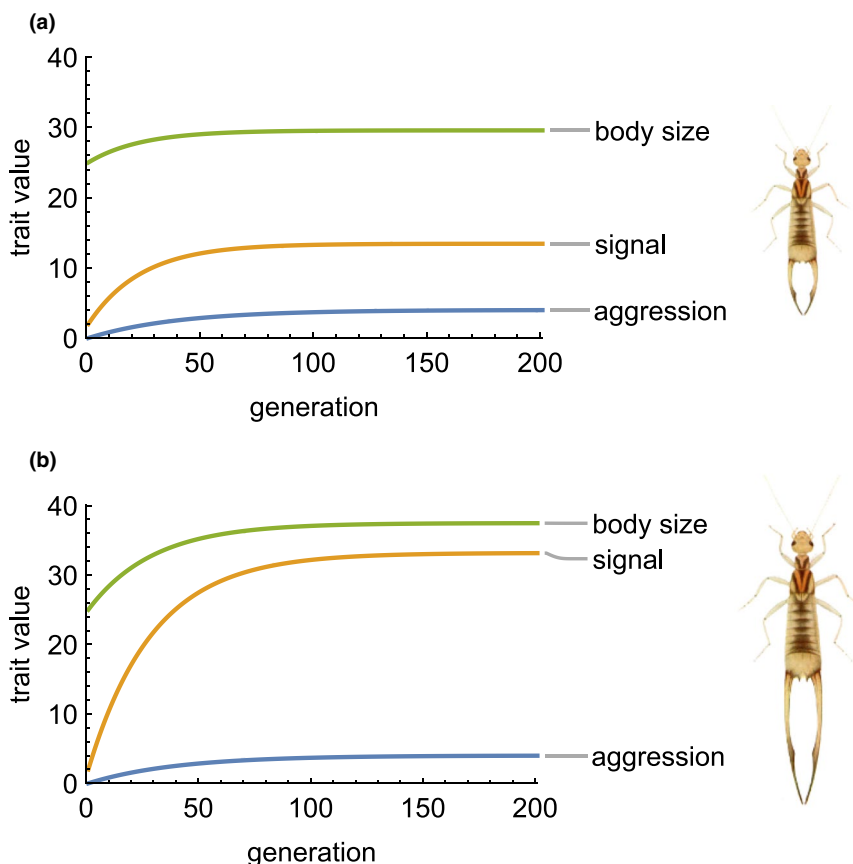 (a)
40
30
20
10
0
trait value
0 50 100 150 200
generation
body size
signal
aggression
(b)
40
30
20
10
0
trait value
0 50 100 150 200
generation
body size
signal
aggression